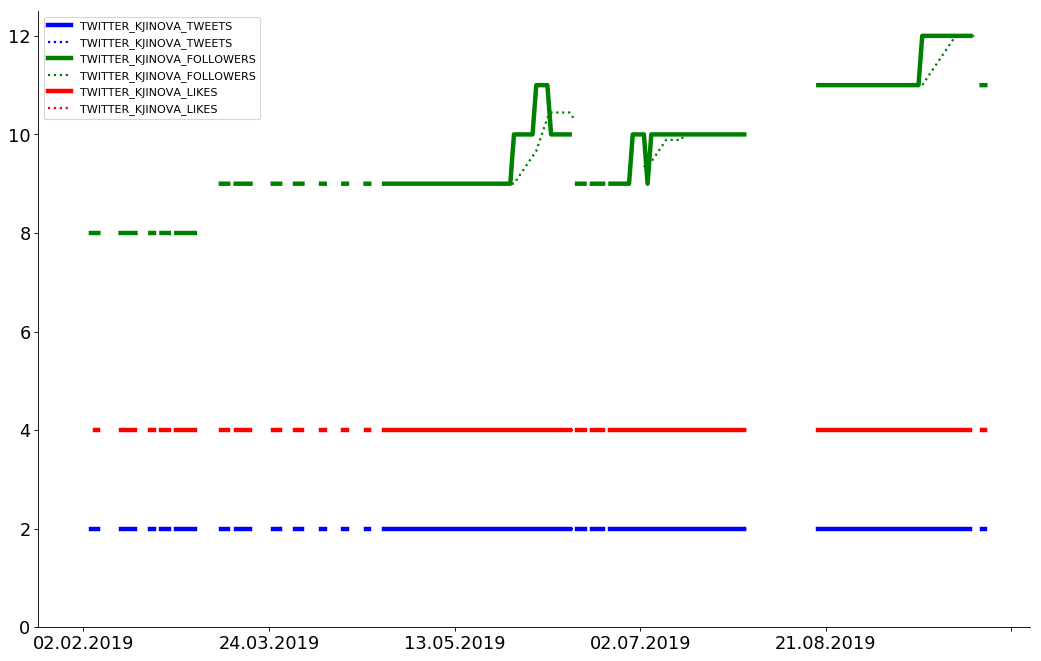 TWITTER_KJINOVA_TWEETS
TWITTER_KJINOVA_TWEETS
TWITTER_KJINOVA_FOLLOWERS
TWITTER_KJINOVA_FOLLOWERS
TWITTER_KJINOVA_LIKES
TWITTER_KJINOVA_LIKES
12
10
8
6
4
2
0
02.02.2019 24.03.2019 13.05.2019 02.07.2019 21.08.2019